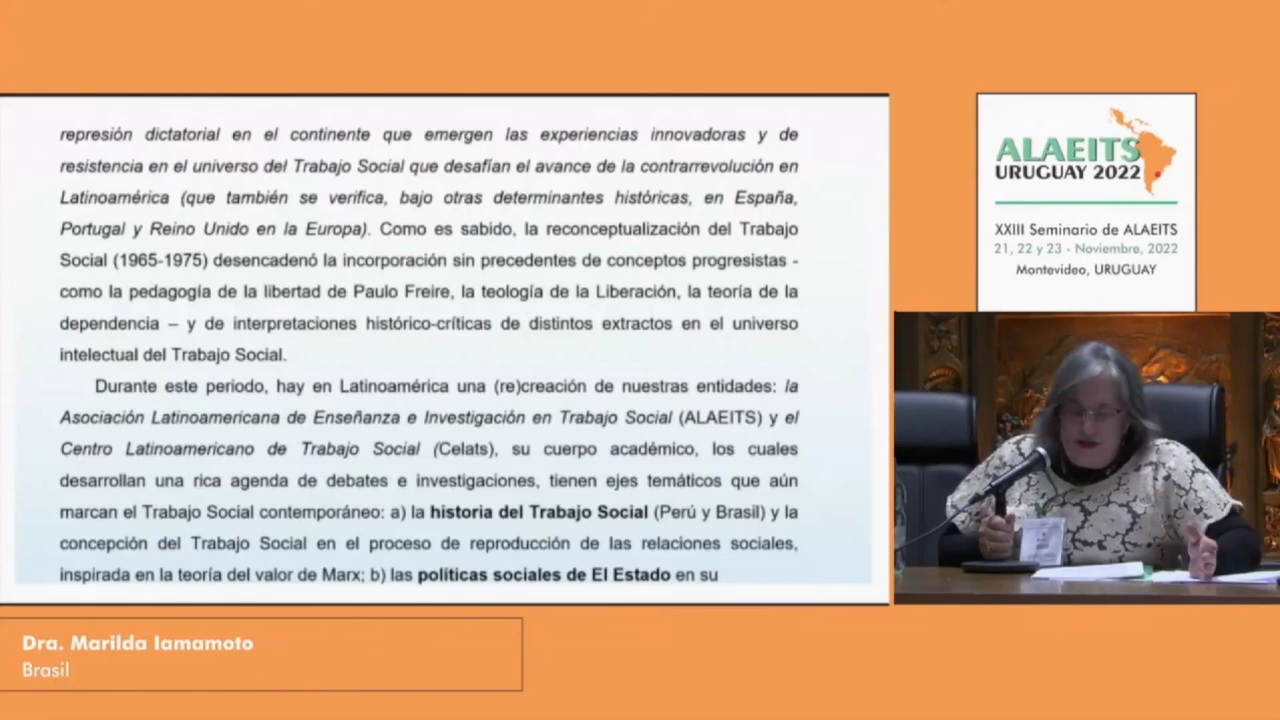 represión dictatorial en el continente que emergen las experiencias innovadoras y de
resistencia en el universo del Trabajo Social que desafían el avance de la contrarrevolución en
Latinoamérica (que también se verifica, bajo otras determinantes históricas, en España,
Portugal y Reino Unido en la Europa). Como es sabido, la reconceptualización del Trabajo
Social (1965-1975) desencadenó la incorporación sin precedentes de conceptos progresistas -
como la pedagogía de la libertad de Paulo Freire, la teología de la Liberación, la teoría de la
dependencia – y de interpretaciones histórico-críticas de distintos extractos en el universo
intelectual del Trabajo Social.
Durante este periodo, hay en Latinoamérica una (re)creación de nuestras entidades: la
Asociación Latinoamericana de Enseñanza e Investigación en Trabajo Social (ALAEITS) y el
Centro Latinoamericano de Trabajo Social (Celats), su cuerpo académico, los cuales
desarrollan una rica agenda de debates e investigaciones, tienen ejes temáticos que aún
marcan el Trabajo Social contemporáneo: a) la historia del Trabajo Social (Perú y Brasil) y la
concepción del Trabajo Social en el proceso de reproducción de las relaciones sociales,
inspirada en la teoría del valor de Marx; b) las políticas sociales de El Estado en su
ALAEITS
URUGUAY 2022
XXIII Seminario de ALAEITS
21, 22 y 23 - Noviembre, 2022
Montevideo, URUGUAY
Dra. Marilda Iamamoto
Brasil